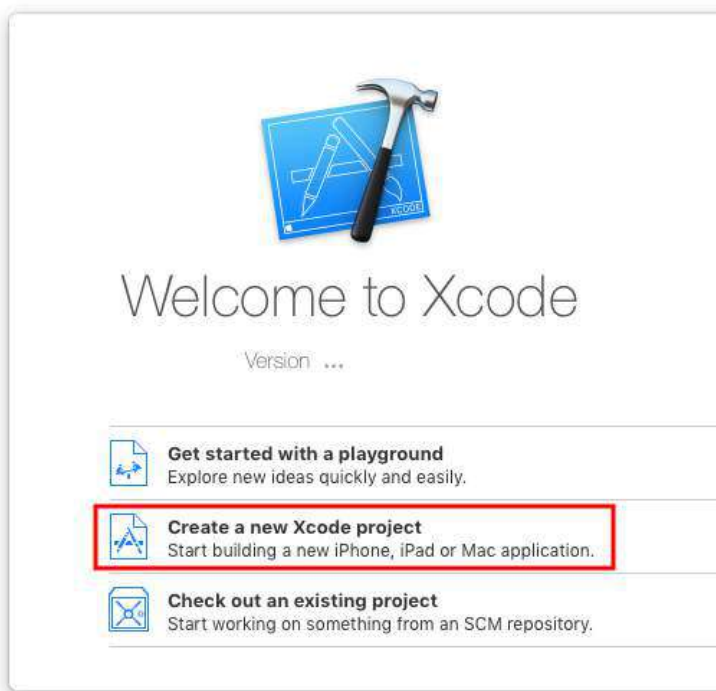 XCODE
Welcome to Xcode
Version ...
Get started with a playground
Explore new ideas quickly and easily.
Create a new Xcode project
Start building a new iPhone, iPad or Mac application.
Check out an existing project
Start working on something from an SCM repository.